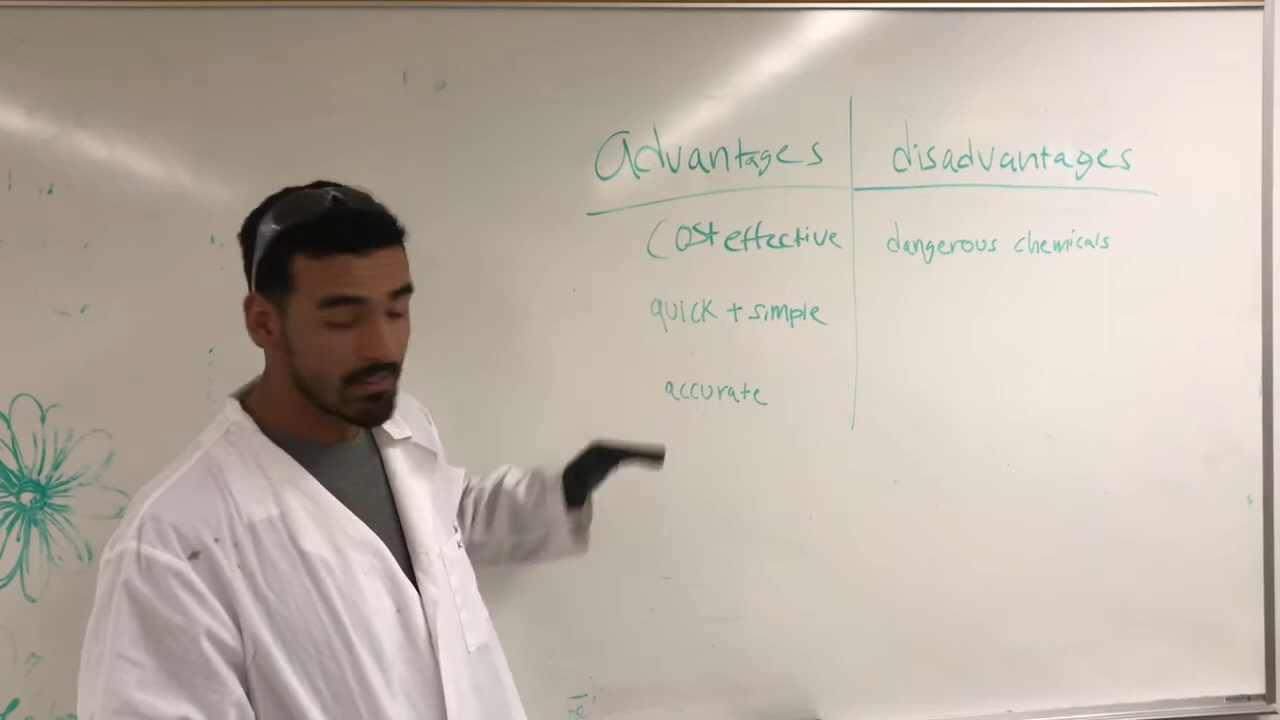 Advantages disadvantages
Cost effective dangerous chemicals
quick + simple
accurate